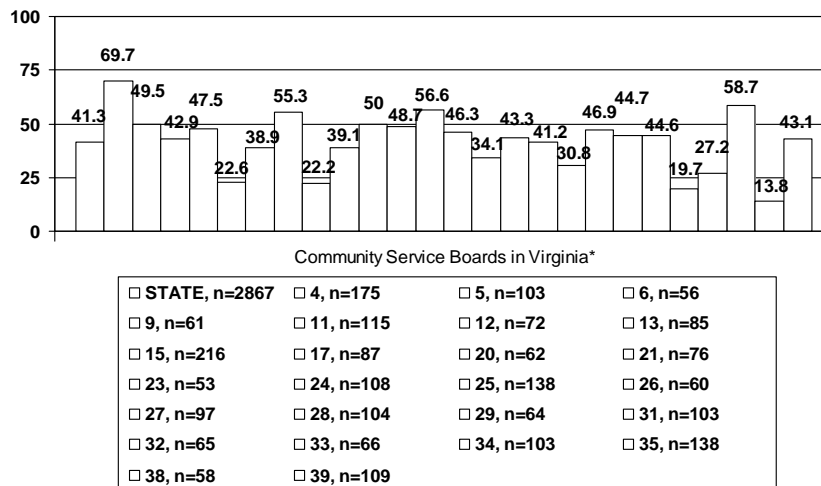 100
75
50
25
0
41.3 69.7 49.5 42.9 47.5 22.6 38.9 55.3 22.2 39.1 50 48.7 56.6 46.3 34.1 43.3 41.2 30.8 46.9 44.7 44.6 19.7 27.2 58.7 13.8 43.1
Community Service Boards in Virginia*
STATE, n=2867 4, n=175 5, n=103 6, n=56
9, n=61 11, n=115 12, n=72 13, n=85
15, n=216 17, n=87 20, n=62 21, n=76
23, n=53 24, n=108 25, n=138 26, n=60
27, n=97 28, n=104 29, n=64 31, n=103
32, n=65 33, n=66 34, n=103 35, n=138
38, n=58 39, n=109